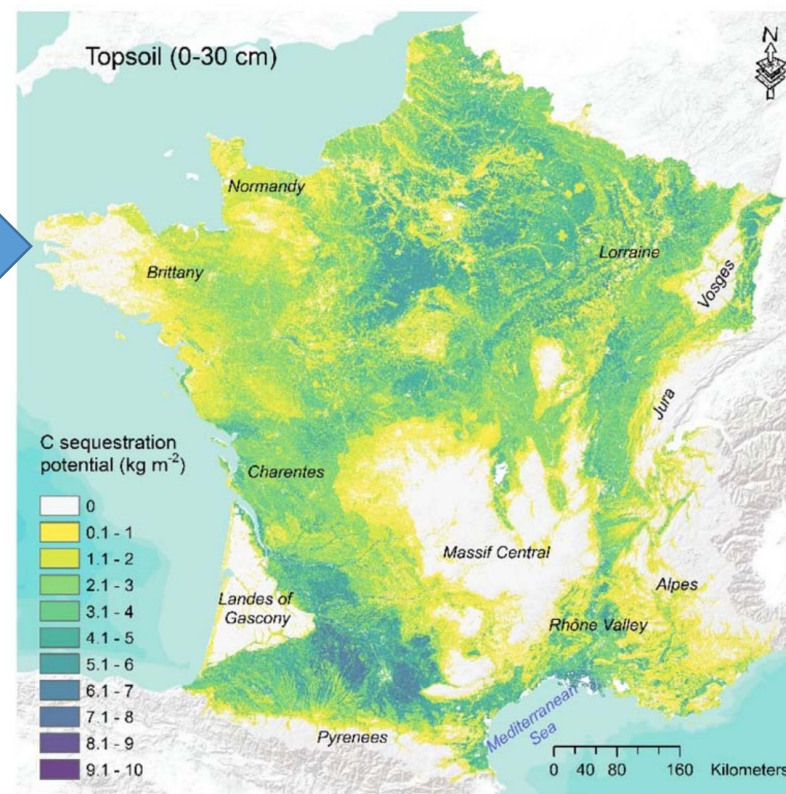 Topsoil (0-30 cm)
N
Normandy
Brittany
Lorraine
Vosges
Jura
C sequestration
potential (kg m⁻²)
0
0.1 - 1
1.1 - 2
2.1 - 3
3.1 - 4
4.1 - 5
5.1 - 6
6.1 - 7
7.1 - 8
8.1 - 9
9.1 - 10
Charentes
Massif Central
Landes of
Gascony
Alpes
Rhône Valley
Mediterranean
Sea
Pyrenees
0 40 80 160 Kilometers